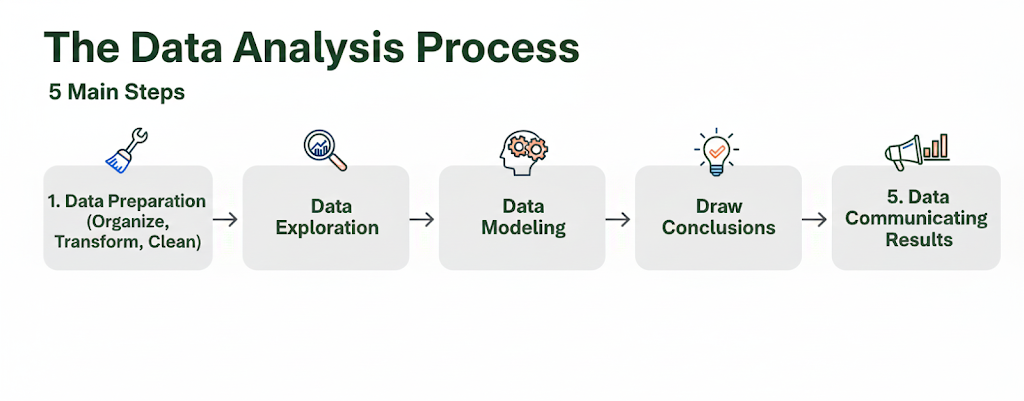 The Data Analysis Process
5 Main Steps
1. Data Preparation
(Organize,
Transform, Clean)
Data
Exploration
Data
Modeling
Draw
Conclusions
5. Data
Communicating
Results